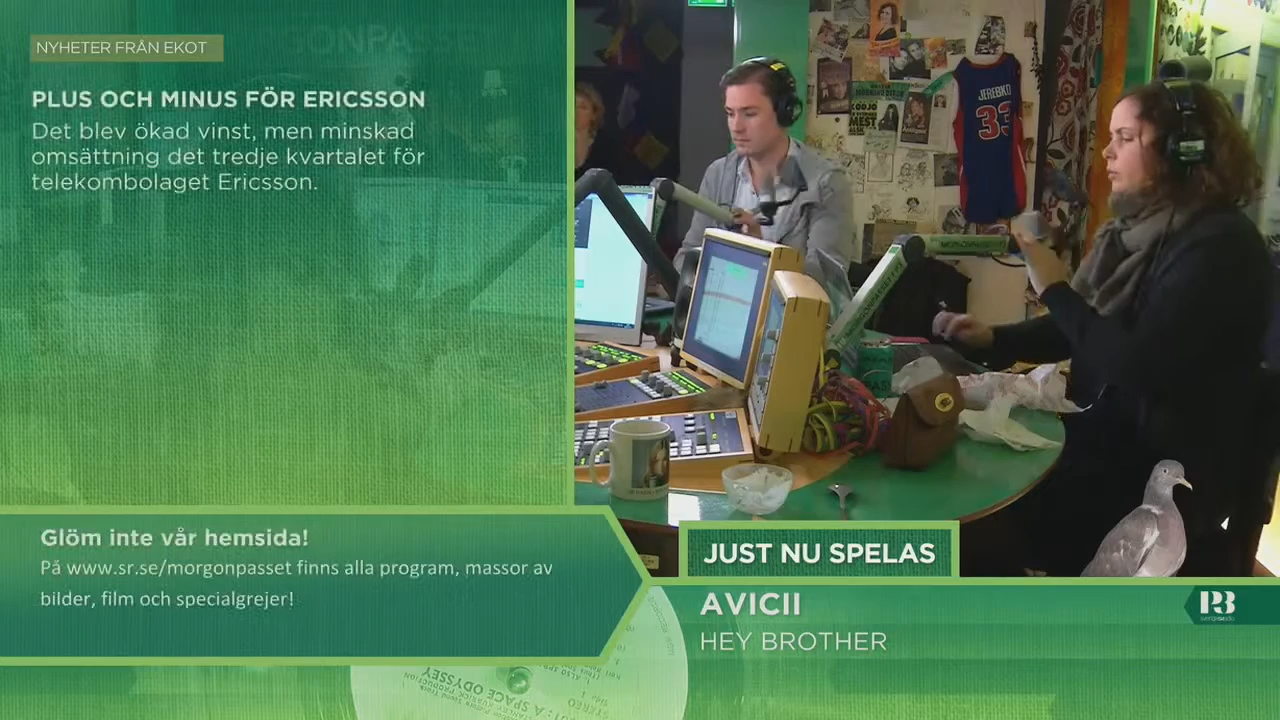 NYHETER FRÅN EKOT
PLUS OCH MINUS FÖR ERICSSON
Det blev ökad vinst, men minskad
omsättning det tredje kvartalet för
telekombolaget Ericsson.
JEREBKO
33
Glöm inte vår hemsida!
På www.sr.se/morgonpasset finns alla program, massor av
bilder, film och specialgrejer!
JUST NU SPELAS
AVICII
HEY BROTHER
P3
A SPACE ODYSSEY
STEREO